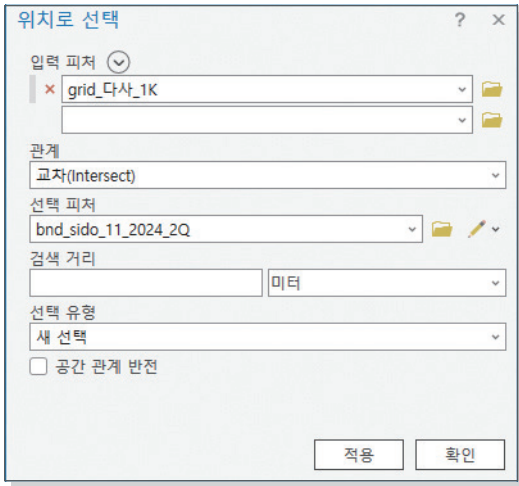 위치로 선택 ? ×
입력 피처
× grid_다사_1K
관계
교차(Intersect)
선택 피처
bnd_sido_11_2024_2Q
검색 거리
미터
선택 유형
새 선택
공간 관계 반전
적용 확인